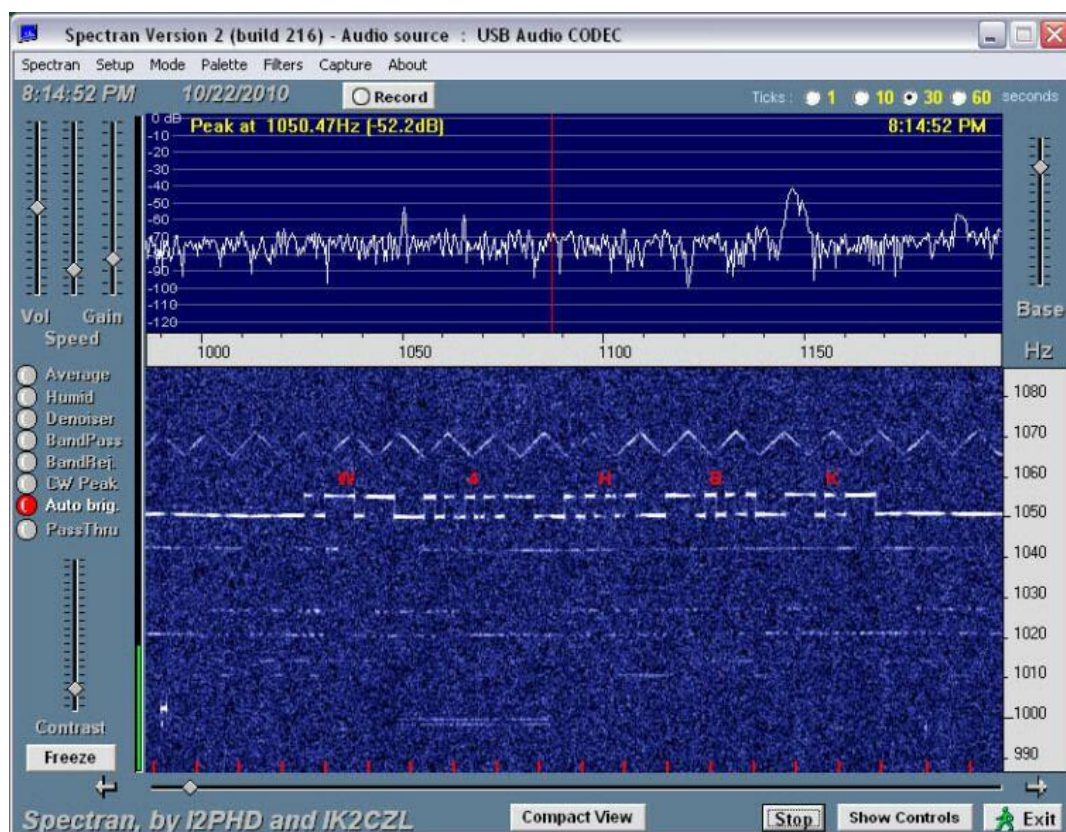 Spectran Version 2 (build 216) - Audio source : USB Audio CODEC
Spectran Setup Mode Palette Filters Capture About
8:14:52 PM 10/22/2010 Record Ticks : 1 10 30 60 seconds
0 dB
Peak at 1050.47Hz (-52.2dB) 8:14:52 PM
-10
-20
-30
-40
-50
-60
-70
-80
-90
-100
-110
-120
Vol Gain
Speed
Base
1000 1050 1100 1150 Hz
Average
Humid
Denoiser
BandPass
BandRej.
CW Peak
Auto brig.
PassThru
W 4 H B K
1080
1070
1060
1050
1040
1030
1020
1010
1000
990
Contrast
Freeze
Spectran, by I2PHD and IK2CZL Compact View Stop Show Controls Exit